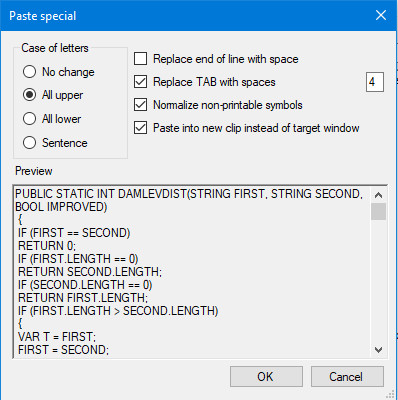 Paste special
Case of letters
No change
All upper
All lower
Sentence
Replace end of line with space
Replace TAB with spaces
4
Normalize non-printable symbols
Paste into new clip instead of target window
Preview
PUBLIC STATIC INT DAMLEVDIST(STRING FIRST, STRING SECOND,
BOOL IMPROVED)
{
IF (FIRST == SECOND)
RETURN 0;
IF (FIRST.LENGTH == 0)
RETURN SECOND.LENGTH;
IF (SECOND.LENGTH == 0)
RETURN FIRST.LENGTH;
IF (FIRST.LENGTH > SECOND.LENGTH)
{
VAR T = FIRST;
FIRST = SECOND;
OK
Cancel